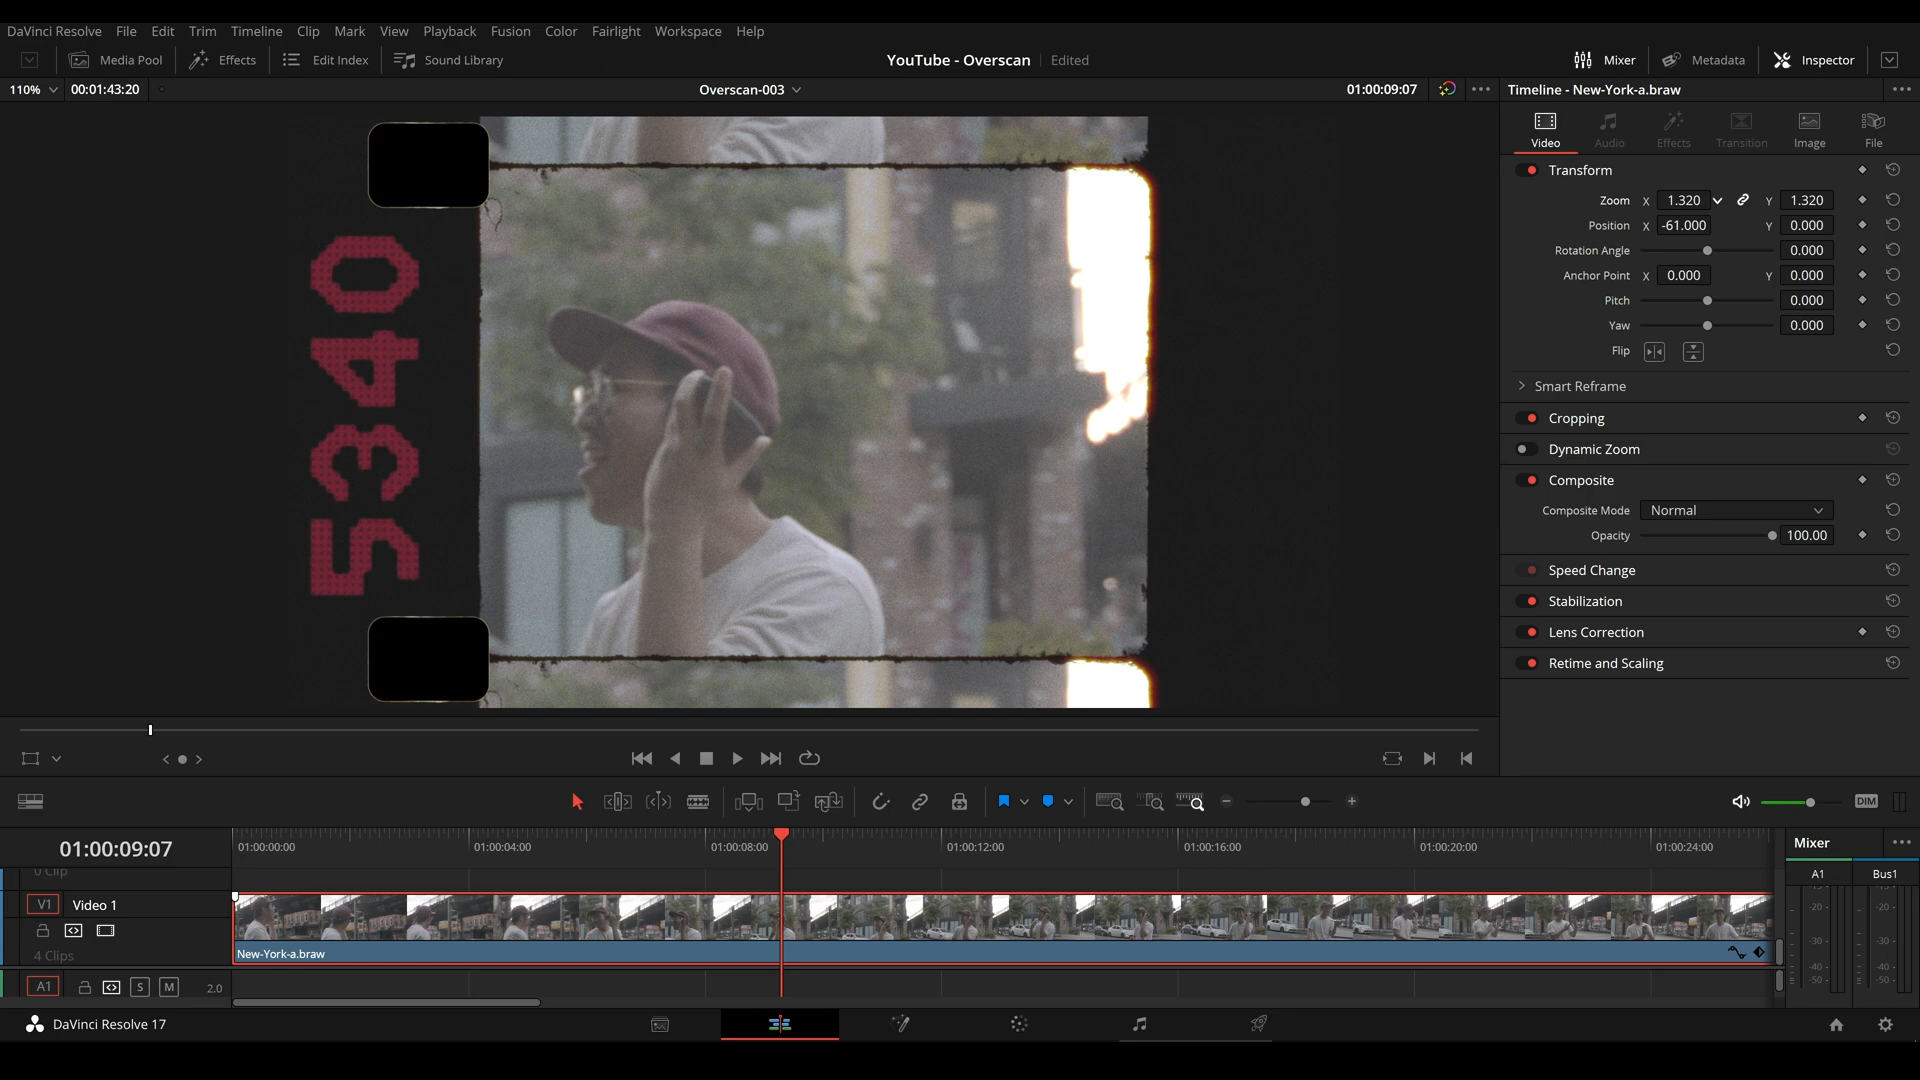 DaVinci Resolve File Edit Trim Timeline Clip Mark View Playback Fusion Color Fairlight Workspace Help
Media Pool Effects Edit Index Sound Library YouTube - Overscan Edited Mixer Metadata Inspector
110% 00:01:43:20 Overscan-003 01:00:09:07 Timeline - New-York-a.braw
Video Audio Effects Transition Image File
Transform
Zoom X 1.320 Y 1.320
Position X -61.000 Y 0.000
Rotation Angle 0.000
Anchor Point X 0.000 Y 0.000
Pitch 0.000
Yaw 0.000
Flip
Smart Reframe
Cropping
Dynamic Zoom
Composite
Composite Mode Normal
Opacity 100.00
Speed Change
Stabilization
Lens Correction
Retime and Scaling
5340
DIM
01:00:09:07 01:00:00:00 01:00:04:00 01:00:08:00 01:00:12:00 01:00:16:00 01:00:20:00 01:00:24:00
Mixer
0 Clip
A1 Bus1
V1 Video 1
4 Clips
New-York-a.braw
-20 -20
-30 -30
-40 -40
-50 -50
A1 S M 2.0
DaVinci Resolve 17